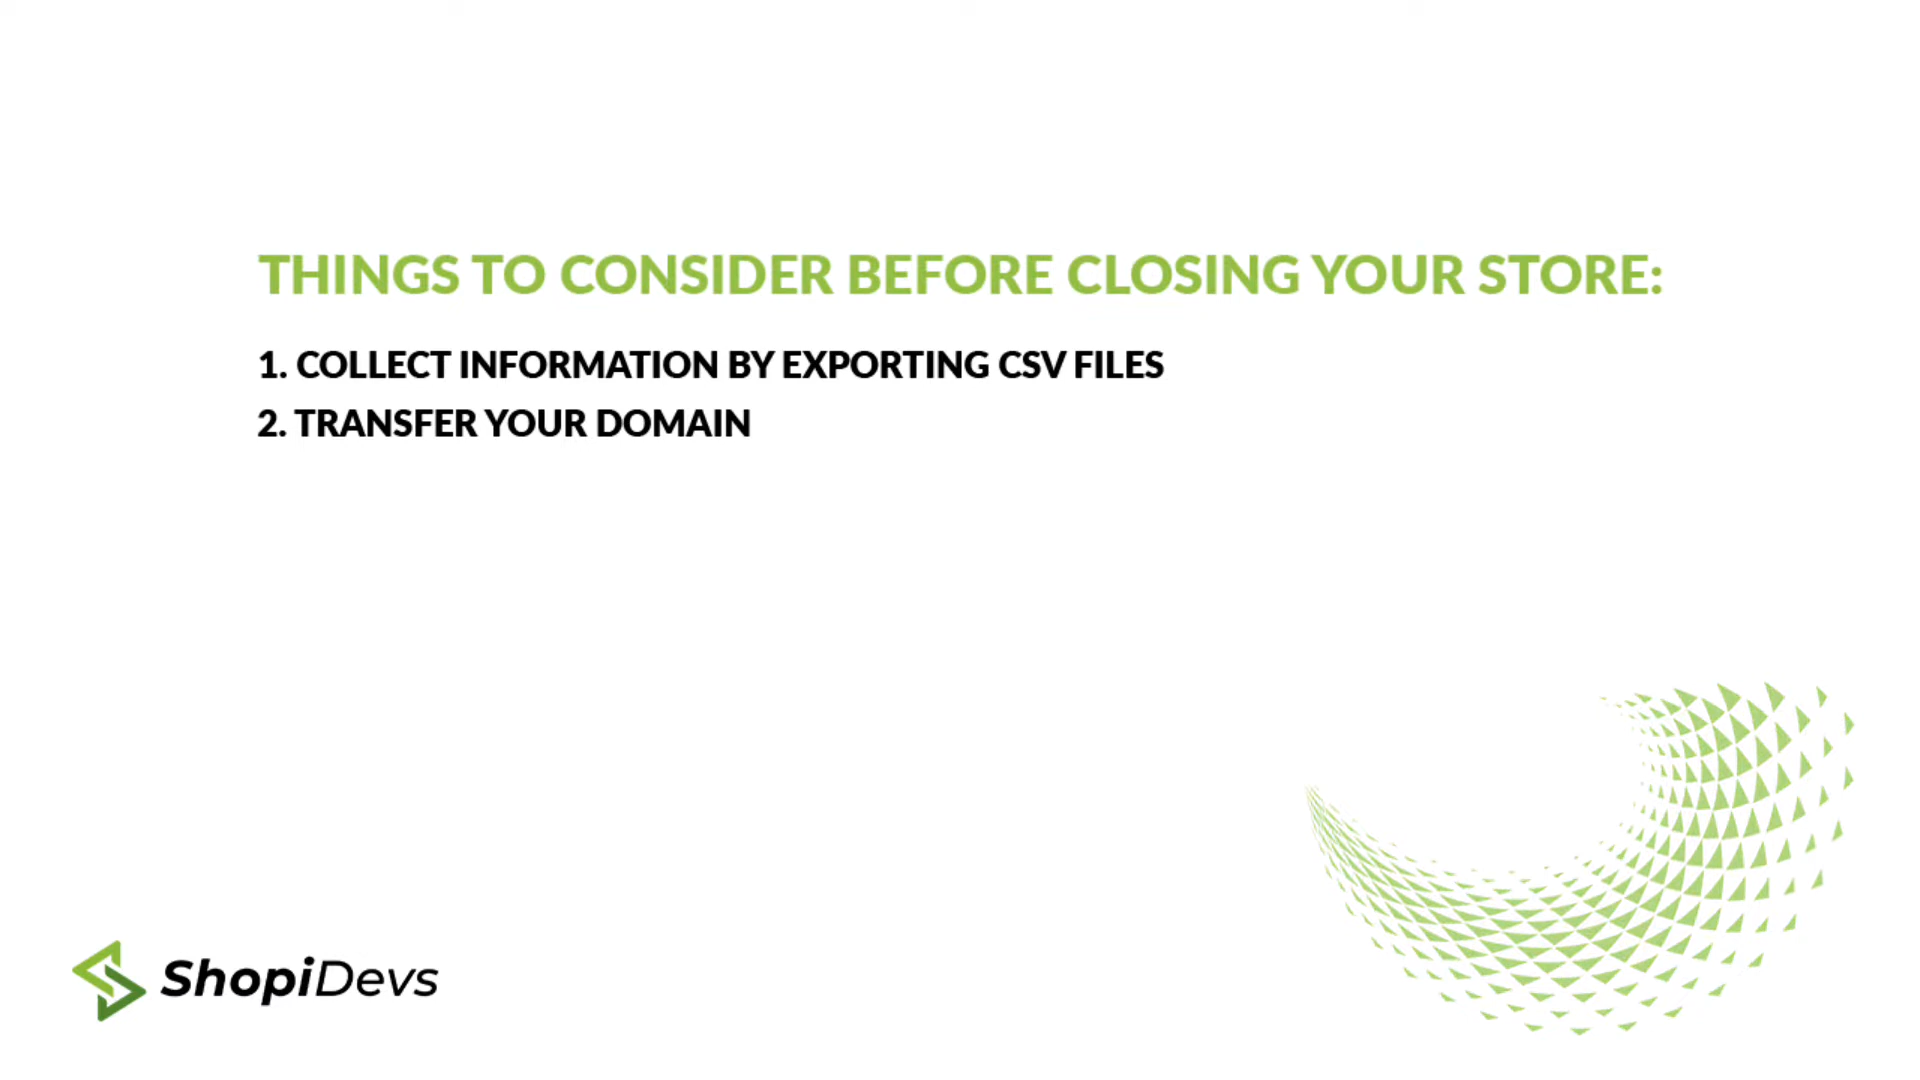 THINGS TO CONSIDER BEFORE CLOSING YOUR STORE:
1. COLLECT INFORMATION BY EXPORTING CSV FILES
2. TRANSFER YOUR DOMAIN
ShopiDevs